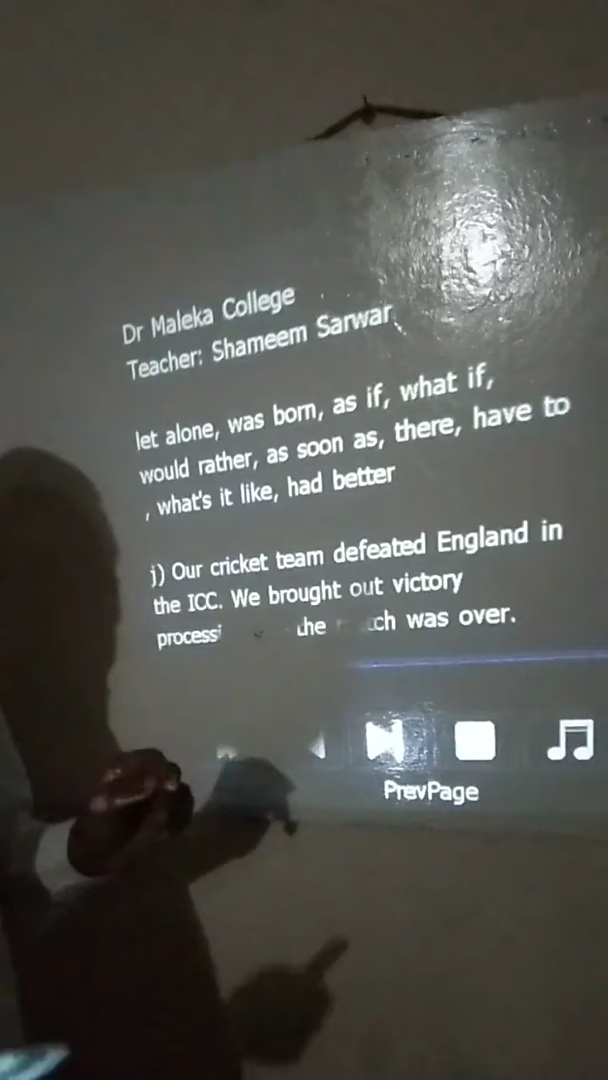 Dr Maleka College
Teacher: Shameem Sarwar
let alone, was born, as if, what if,
would rather, as soon as, there, have to
, what's it like, had better
j) Our cricket team defeated England in
the ICC. We brought out victory
the was over.
PrevPage